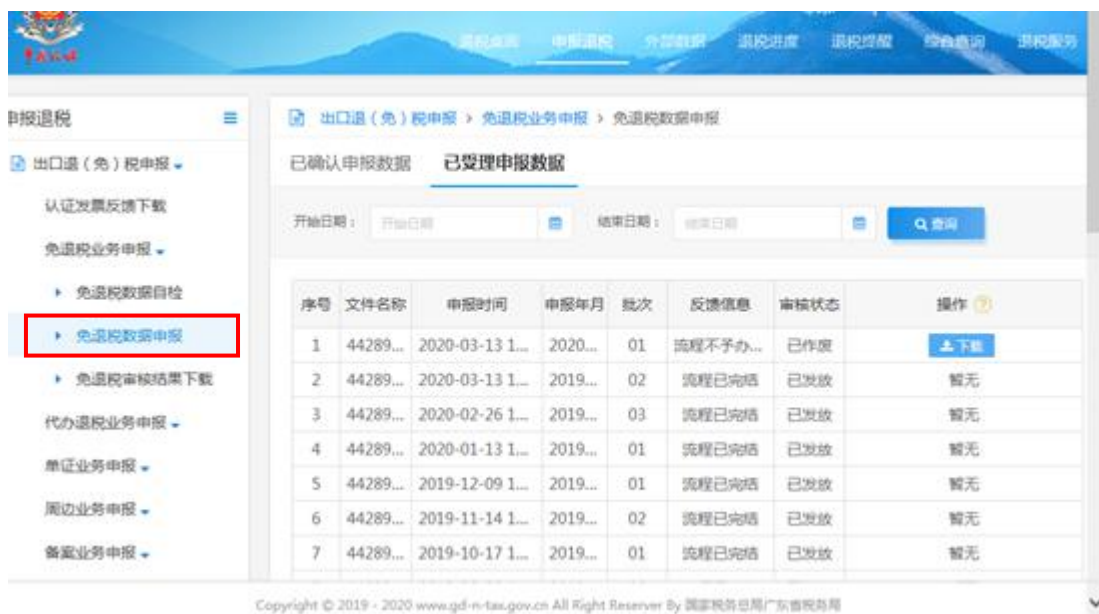 申报退税 退税进度 退税提醒 综合查询 退税服务
申报退税
出口退（免）税申报 › 免退税业务申报 › 免退税数据申报
出口退（免）税申报
已确认申报数据 已受理申报数据
认证发票反馈下载
开始日期： 开始日期 结束日期： 结束日期 查询
免退税业务申报
免退税数据自检
免退税数据申报
免退税审核结果下载
代办退税业务申报
单证业务申报
周边业务申报
备案业务申报
序号 文件名称 申报时间 申报年月 批次 反馈信息 审核状态 操作 ?
1 44289... 2020-03-13 1... 2020... 01 流程不予办... 已作废 下载
2 44289... 2020-03-13 1... 2019... 02 流程已完结 已发放 暂无
3 44289... 2020-02-26 1... 2019... 03 流程已完结 已发放 暂无
4 44289... 2020-01-13 1... 2019... 01 流程已完结 已发放 暂无
5 44289... 2019-12-09 1... 2019... 01 流程已完结 已发放 暂无
6 44289... 2019-11-14 1... 2019... 02 流程已完结 已发放 暂无
7 44289... 2019-10-17 1... 2019... 01 流程已完结 已发放 暂无
Copyright © 2019 - 2020 www.gd-n-tax.gov.cn All Right Reserver By 国家税务总局广东省税务局